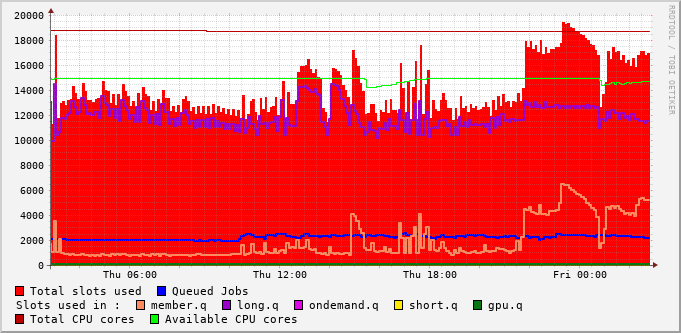 20000
18000
16000
14000
12000
10000
8000
6000
4000
2000
0
Thu 06:00 Thu 12:00 Thu 18:00 Fri 00:00
RRDTOOL / TOBI OETIKER
Total slots used Queued Jobs
Slots used in : member.q long.q ondemand.q short.q gpu.q
Total CPU cores Available CPU cores